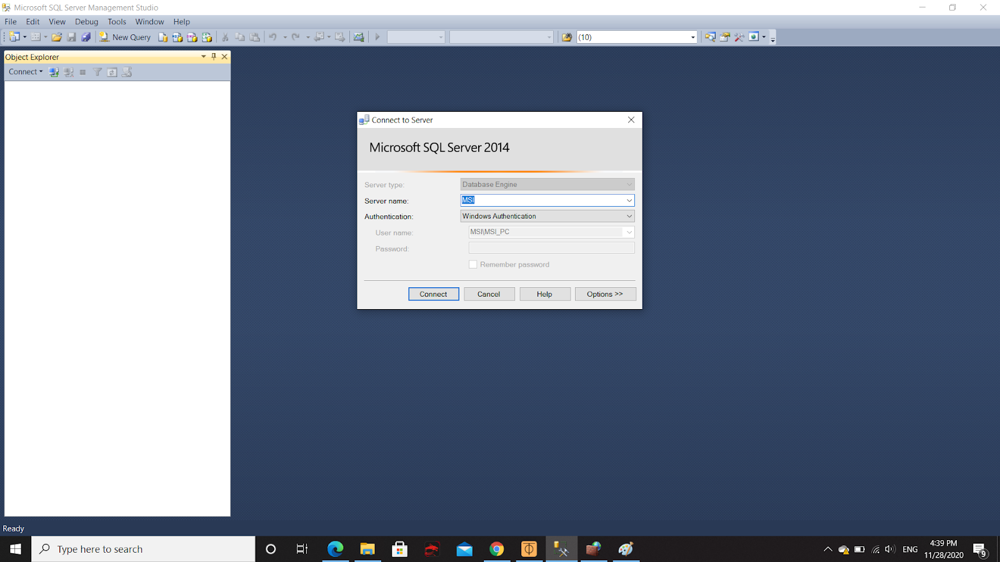 Microsoft SQL Server Management Studio
File Edit View Debug Tools Window Help
New Query (10)
Object Explorer
Connect
Connect to Server
Microsoft SQL Server 2014
Server type: Database Engine
Server name: MSI
Authentication: Windows Authentication
User name: MSI\MSI_PC
Password:
Remember password
Connect Cancel Help Options >>
Ready
Type here to search
ENG
4:39 PM
11/28/2020
9